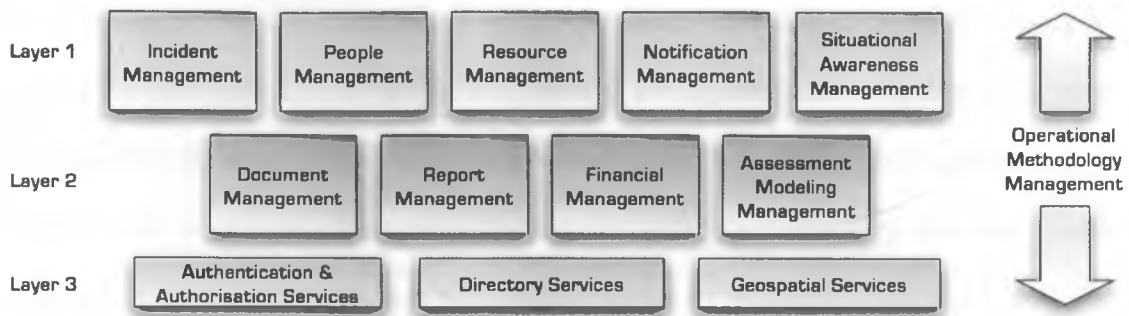 Layer 1
Incident
Management
People
Management
Resource
Management
Notification
Management
Situational
Awareness
Management
Layer 2
Document
Management
Report
Management
Financial
Management
Assessment
Modeling
Management
Layer 3
Authentication &
Authorisation Services
Directory Services
Geospatial Services
Operational
Methodology
Management